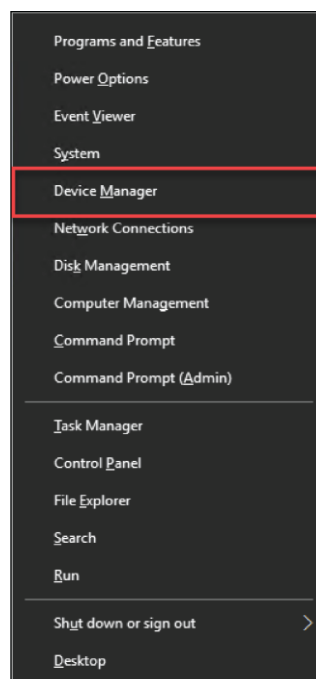 Programs and Features
Power Options
Event Viewer
System
Device Manager
Network Connections
Disk Management
Computer Management
Command Prompt
Command Prompt (Admin)
Task Manager
Control Panel
File Explorer
Search
Run
Shut down or sign out
Desktop